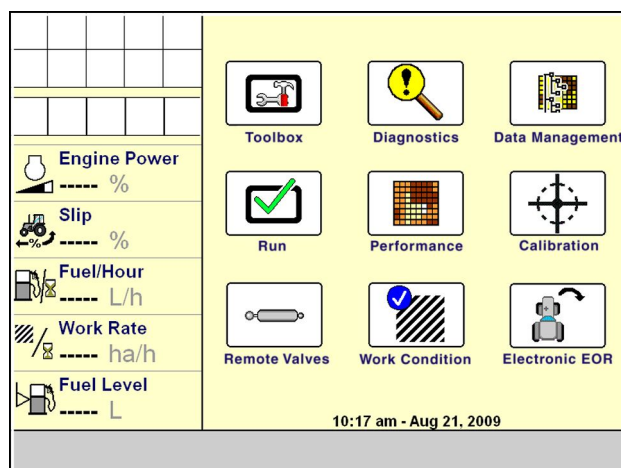 Engine Power
----- %
Slip
←%
----- %
Fuel/Hour
----- L/h
Work Rate
----- ha/h
Fuel Level
----- L
!
Toolbox
Diagnostics
Data Management
Run
Performance
Calibration
Remote Valves
Work Condition
Electronic EOR
10:17 am - Aug 21, 2009